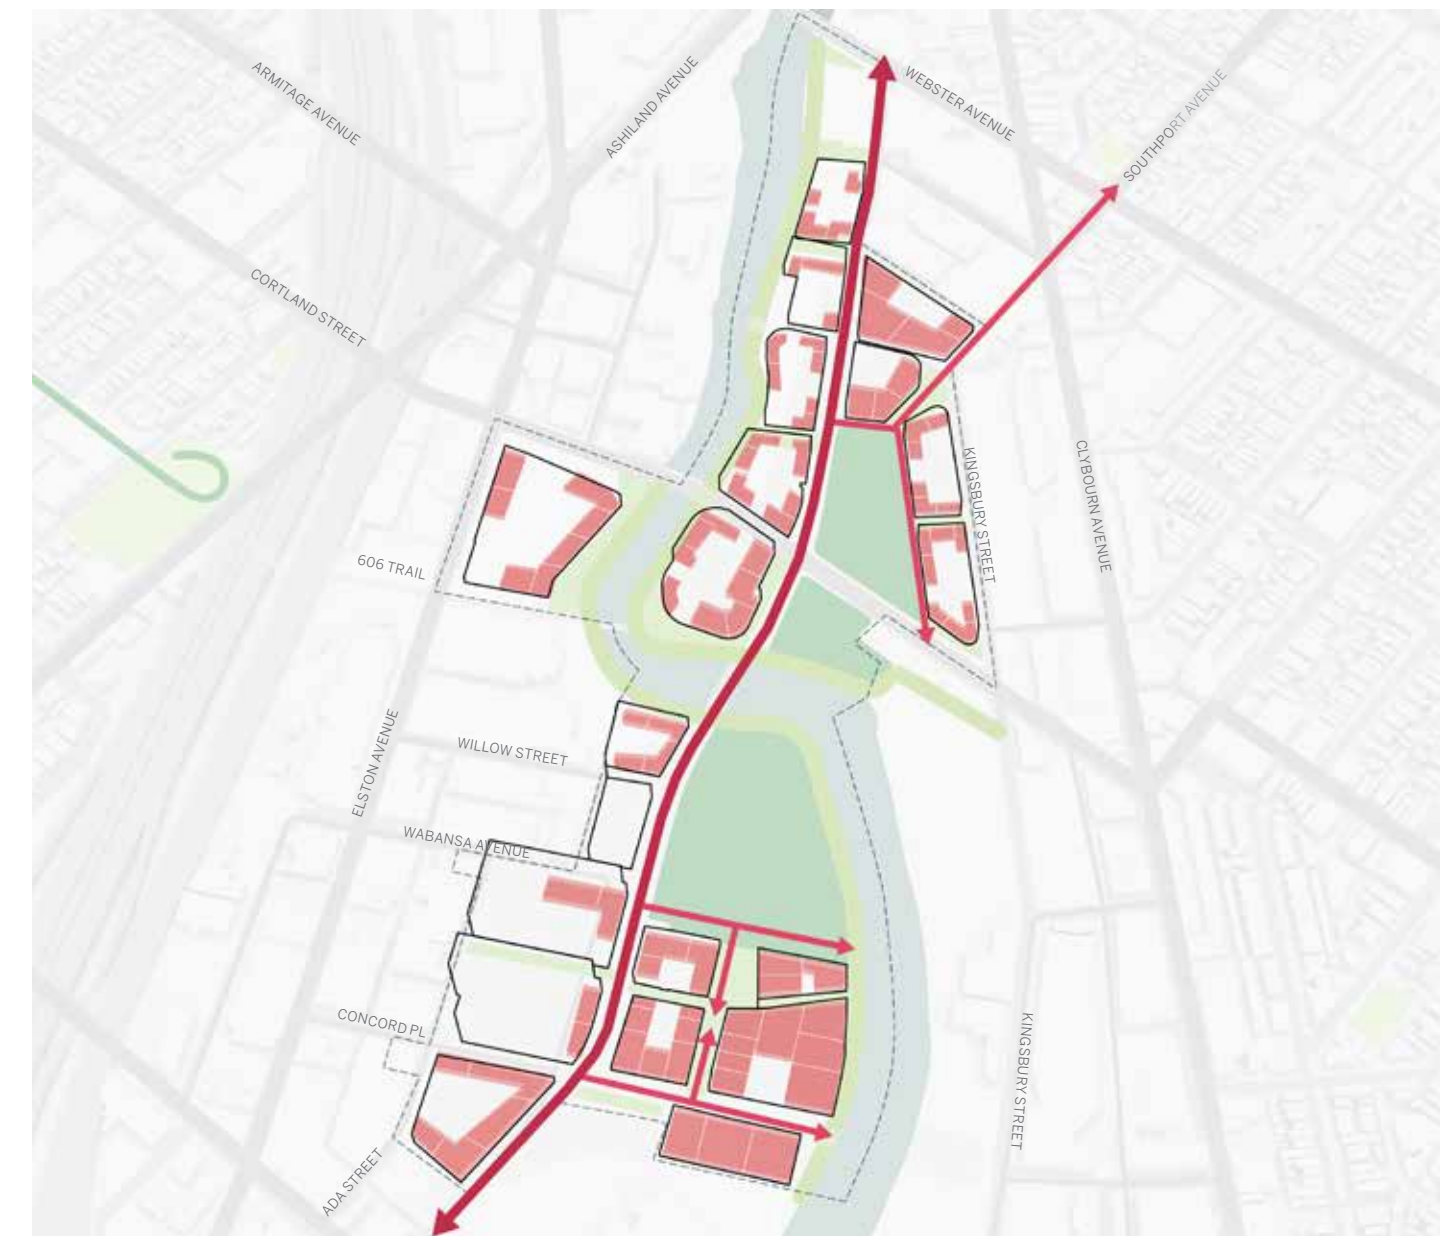 ARMITAGE AVENUE
ASHILAND AVENUE
WEBSTER AVENUE
SOUTHPORT AVENUE
CORTLAND STREET
KINGSBURY STREET
CLYBOURN AVENUE
606 TRAIL
ELSTON AVENUE
WILLOW STREET
WABANSA AVENUE
CONCORD PL
KINGSBURY STREET
ADA STREET